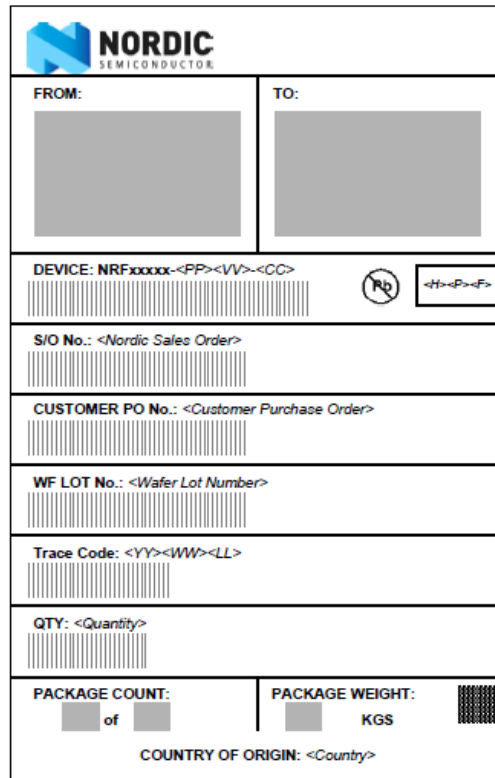 NORDIC
SEMICONDUCTOR
FROM:
TO:
DEVICE: NRFxxxxx-<PP><VV>-<CC>
Pb
<H><P><F>
S/O No.: <Nordic Sales Order>
CUSTOMER PO No.: <Customer Purchase Order>
WF LOT No.: <Wafer Lot Number>
Trace Code: <YY><WW><LL>
QTY: <Quantity>
PACKAGE COUNT:
of
PACKAGE WEIGHT:
KGS
COUNTRY OF ORIGIN: <Country>